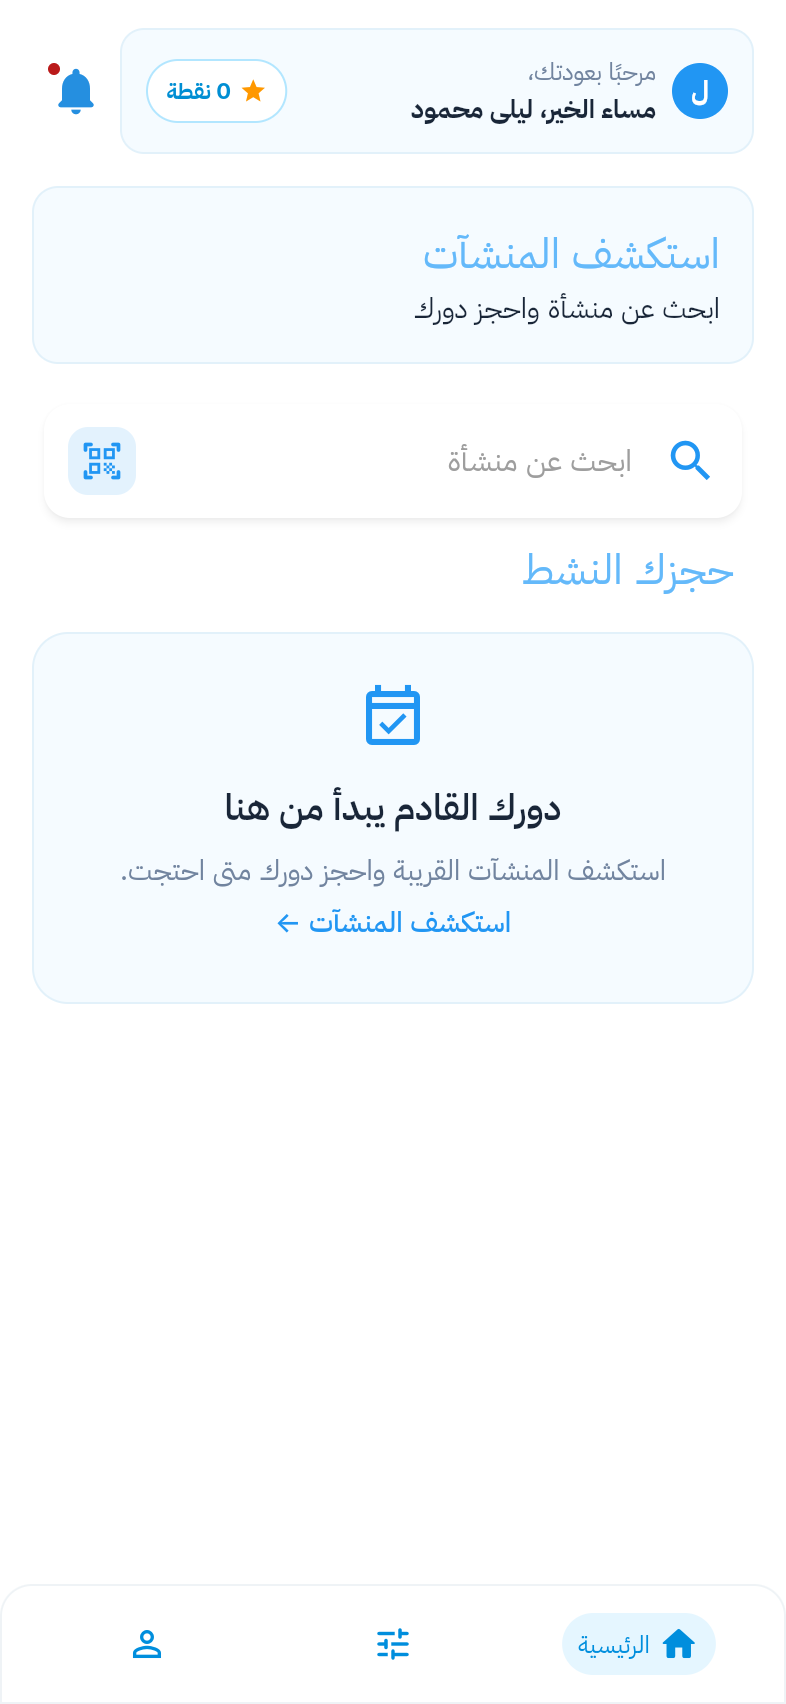 ل
مرحبًا بعودتك،
مساء الخير، ليلى محمود
0 نقطة
استكشف المنشآت
ابحث عن منشأة واحجز دورك
ابحث عن منشأة
حجزك النشط
دورك القادم يبدأ من هنا
استكشف المنشآت القريبة واحجز دورك متى احتجت.
استكشف المنشآت ←
الرئيسية